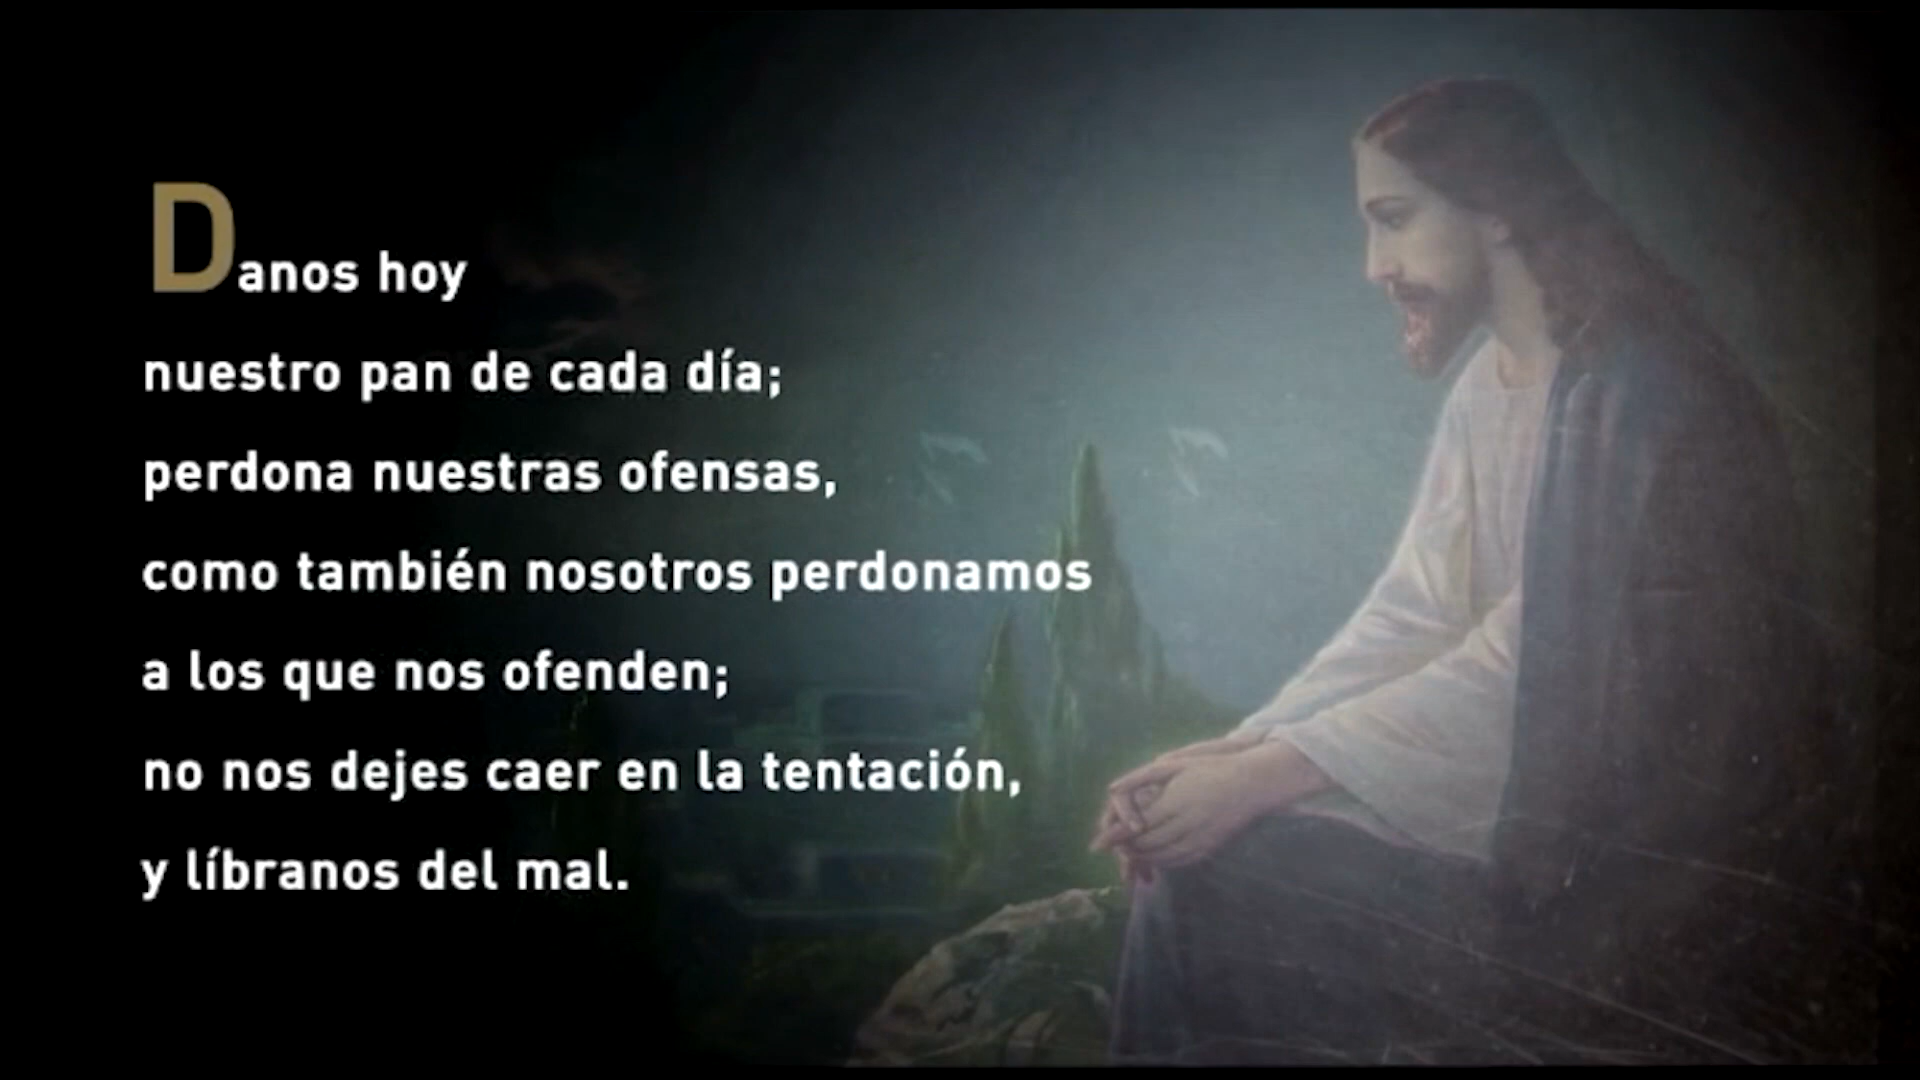 Danos hoy
nuestro pan de cada día;
perdona nuestras ofensas,
como también nosotros perdonamos
a los que nos ofenden;
no nos dejes caer en la tentación,
y líbranos del mal.